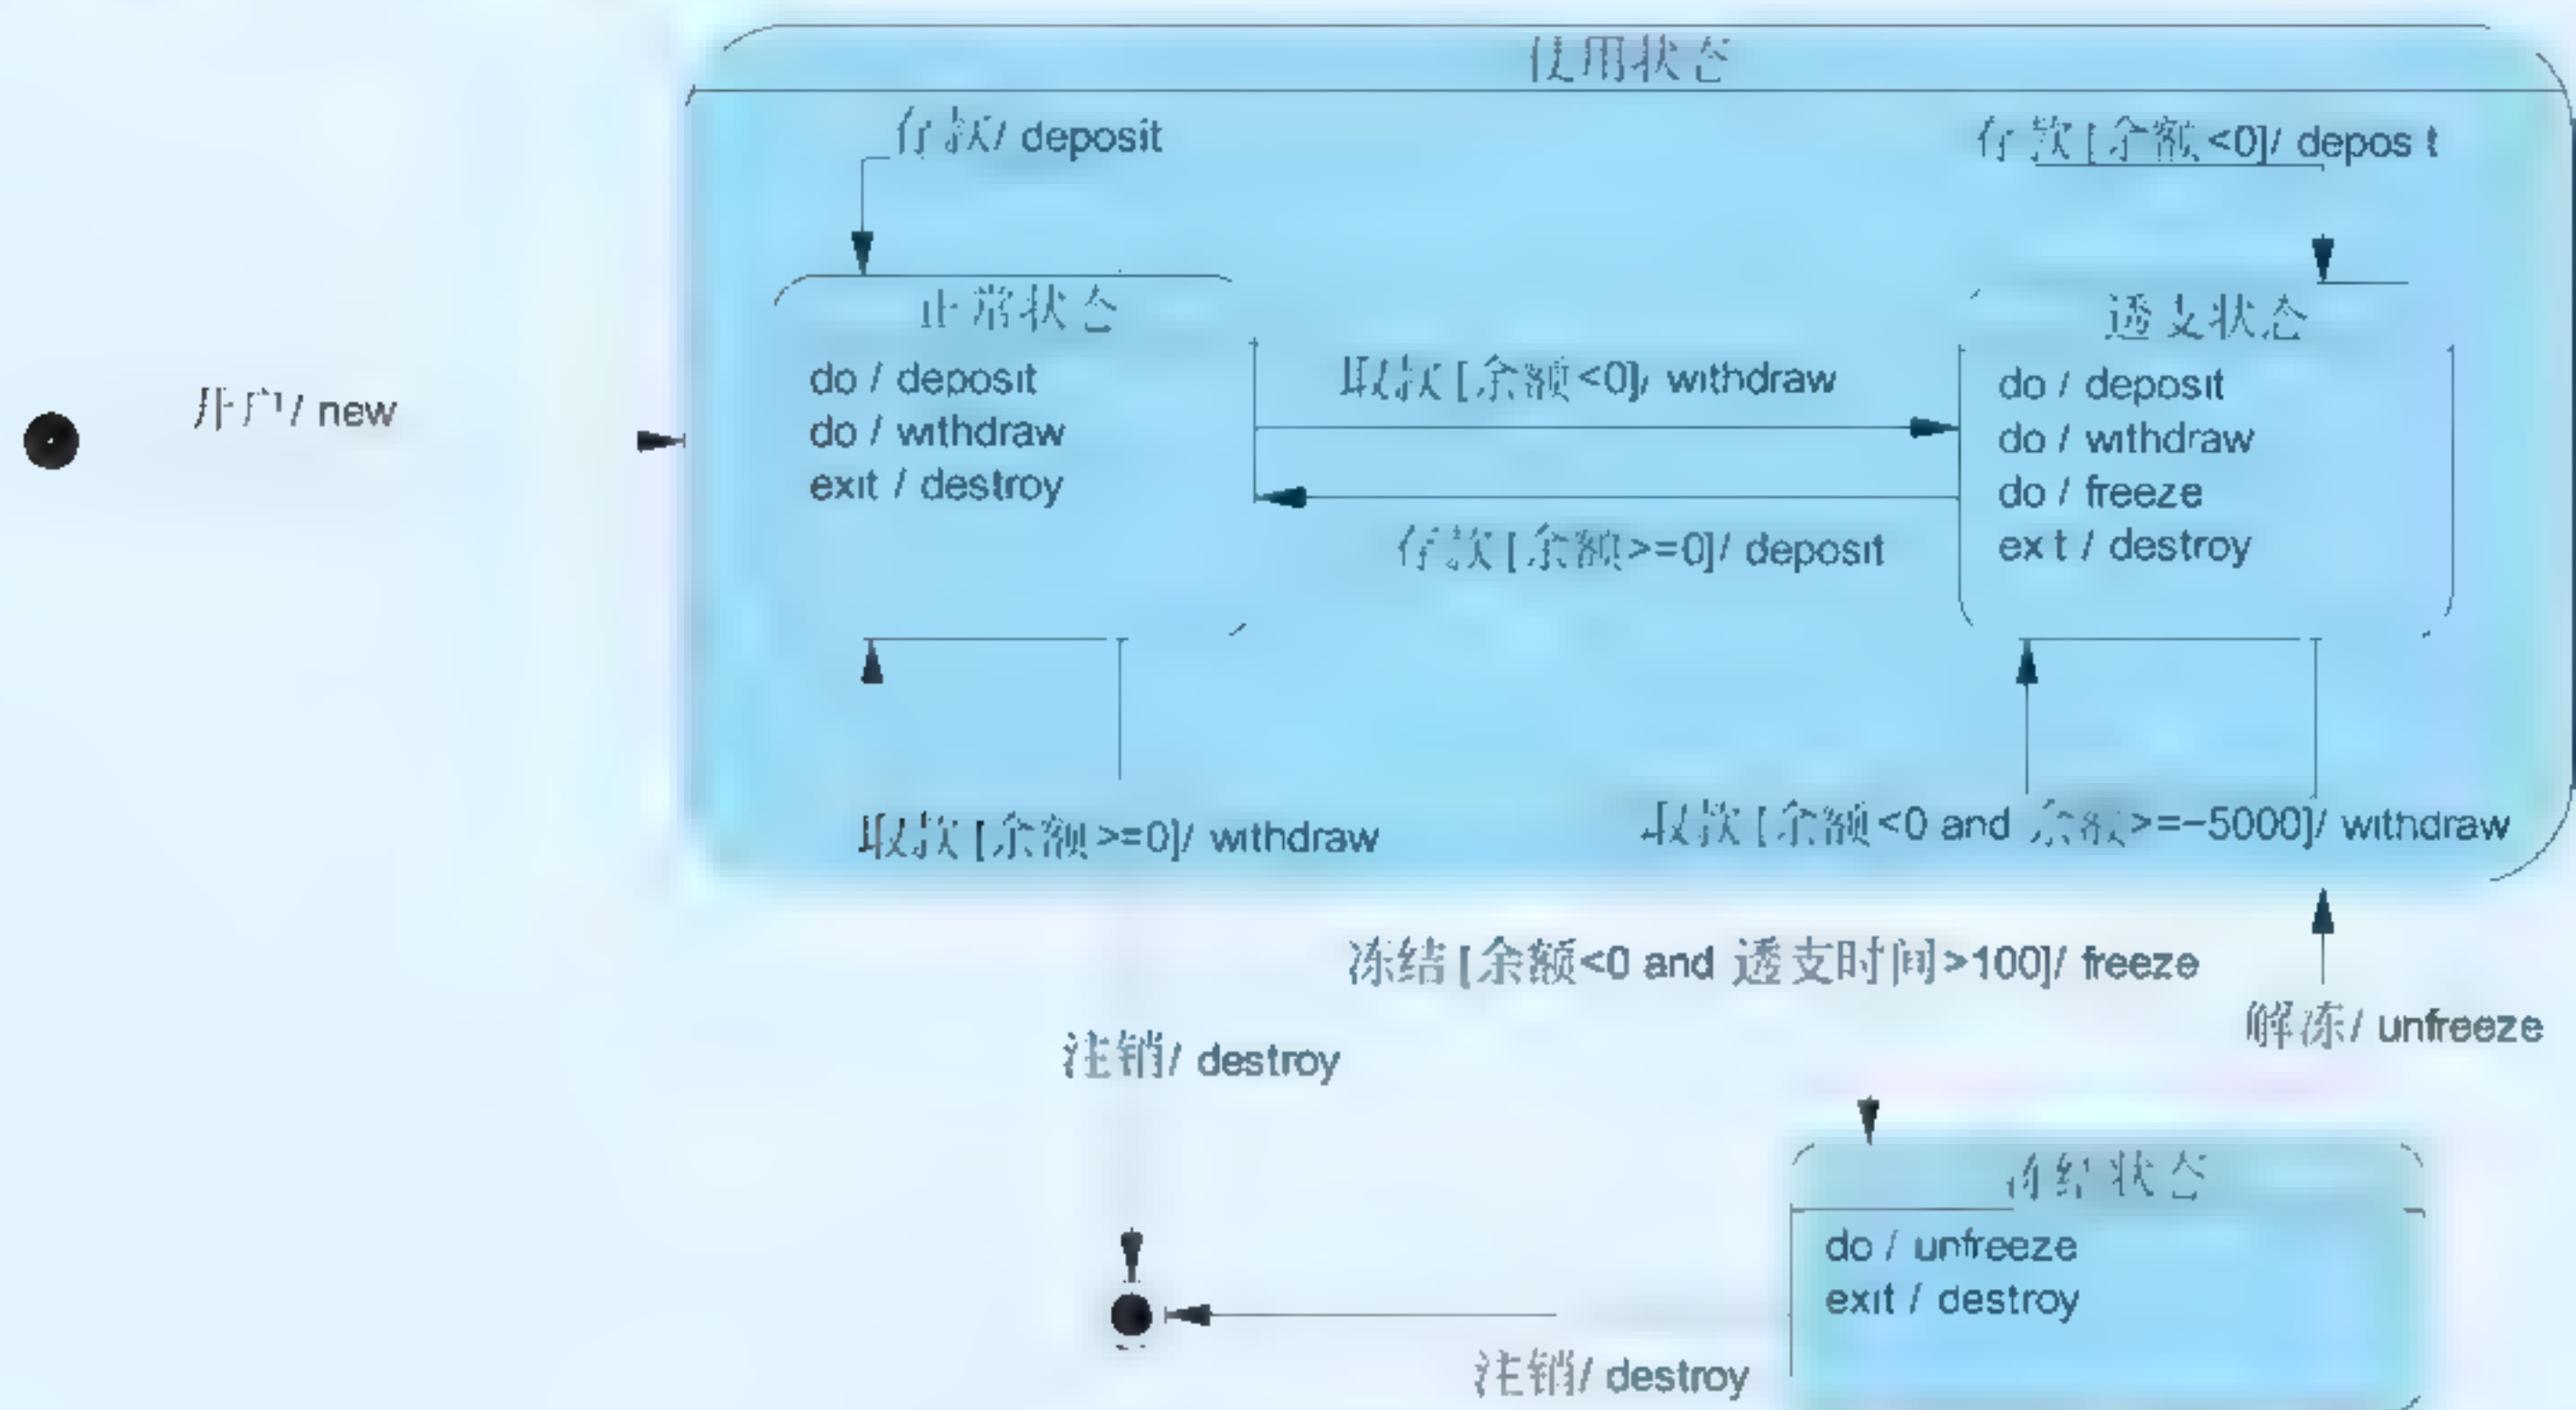 使用状态
存款/ deposit
存款[余额<0]/ deposit
正常状态
do / deposit
do / withdraw
exit / destroy
取款[余额<0]/ withdraw
存款[余额>=0]/ deposit
透支状态
do / deposit
do / withdraw
do / freeze
exit / destroy
开户/ new
取款[余额>=0]/ withdraw
取款[余额<0 and 余额>=-5000]/ withdraw
冻结[余额<0 and 透支时间>100]/ freeze
解冻/ unfreeze
注销/ destroy
冻结状态
do / unfreeze
exit / destroy
注销/ destroy